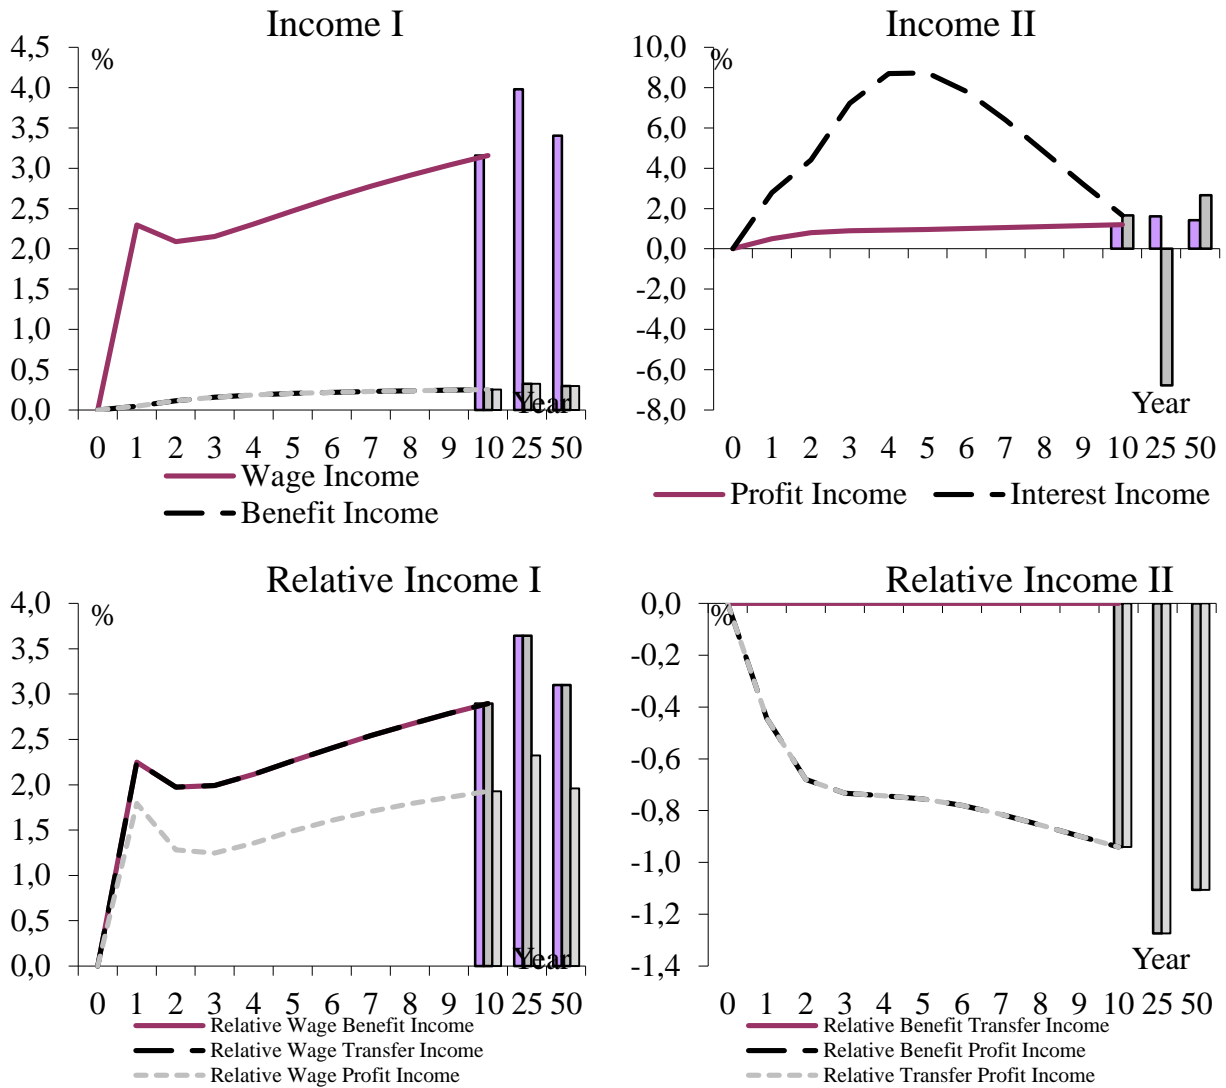 Income I
%
4,5
4,0
3,5
3,0
2,5
2,0
1,5
1,0
0,5
0,0
Year
0 1 2 3 4 5 6 7 8 9 10 25 50
Wage Income
Benefit Income
Income II
%
10,0
8,0
6,0
4,0
2,0
0,0
-2,0
-4,0
-6,0
-8,0
Year
0 1 2 3 4 5 6 7 8 9 10 25 50
Profit Income Interest Income
Relative Income I
%
4,0
3,5
3,0
2,5
2,0
1,5
1,0
0,5
0,0
Year
0 1 2 3 4 5 6 7 8 9 10 25 50
Relative Wage Benefit Income
Relative Wage Transfer Income
Relative Wage Profit Income
Relative Income II
%
0,0
-0,2
-0,4
-0,6
-0,8
-1,0
-1,2
-1,4
Year
0 1 2 3 4 5 6 7 8 9 10 25 50
Relative Benefit Transfer Income
Relative Benefit Profit Income
Relative Transfer Profit Income